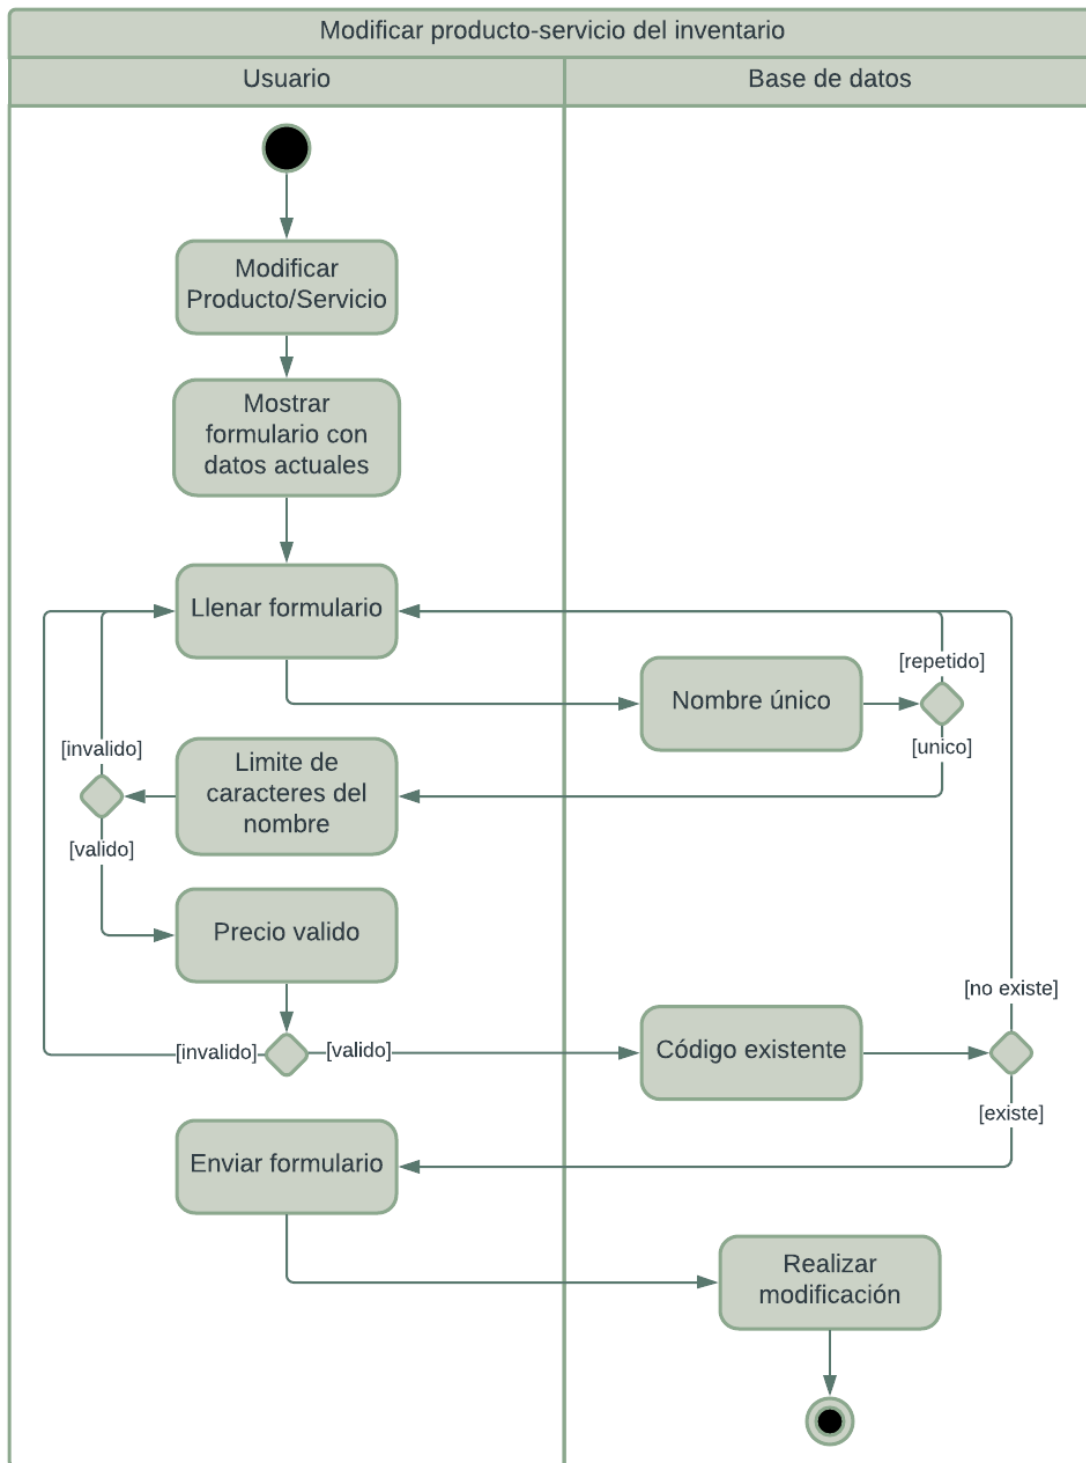 Modificar producto-servicio del inventario
Usuario
Base de datos
Modificar
Producto/Servicio
Mostrar
formulario con
datos actuales
Llenar formulario
[repetido]
Nombre único
[unico]
[invalido]
Limite de
caracteres del
nombre
[valido]
Precio valido
[no existe]
[invalido]
[valido]
Código existente
[existe]
Enviar formulario
Realizar
modificación